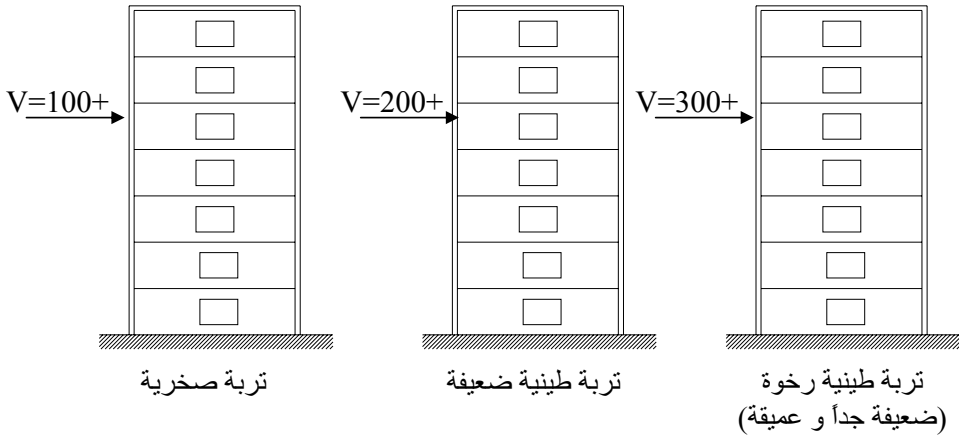 V=100+
V=200+
V=300+
تربة صخرية
تربة طينية ضعيفة
تربة طينية رخوة
(ضعيفة جداً و عميقة)